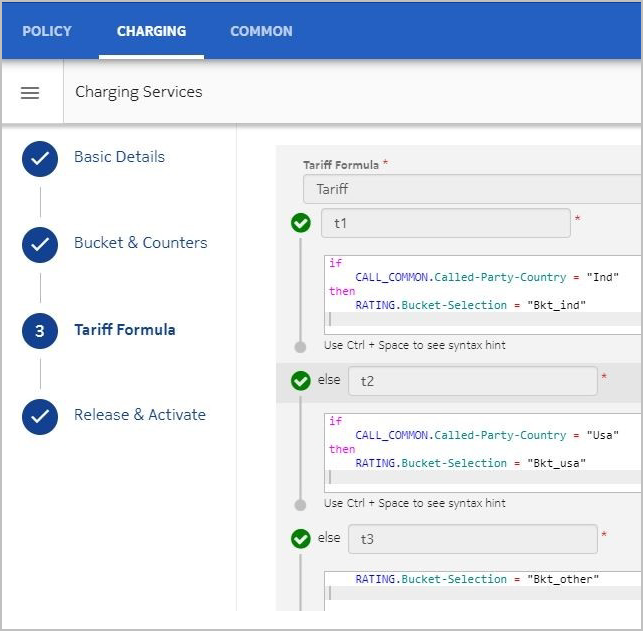 POLICY CHARGING COMMON
Charging Services
Basic Details
Bucket & Counters
3 Tariff Formula
Release & Activate
Tariff Formula *
Tariff
t1 *
if
CALL_COMMON.Called-Party-Country = "Ind"
then
RATING.Bucket-Selection = "Bkt_ind"
Use Ctrl + Space to see syntax hint
else t2 *
if
CALL_COMMON.Called-Party-Country = "Usa"
then
RATING.Bucket-Selection = "Bkt_usa"
Use Ctrl + Space to see syntax hint
else t3 *
RATING.Bucket-Selection = "Bkt_other"